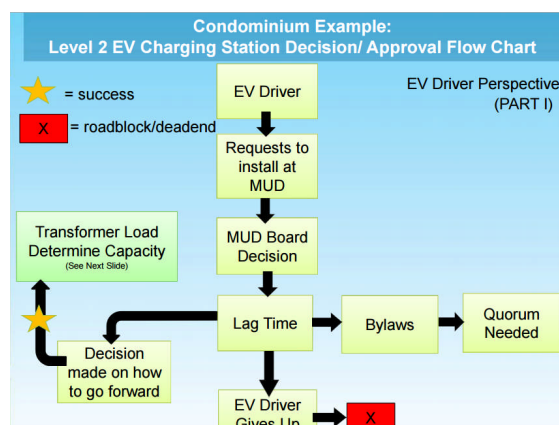 Condominium Example:
Level 2 EV Charging Station Decision/ Approval Flow Chart
= success
X
= roadblock/deadend
EV Driver Perspective
(PART I)
EV Driver
Requests to
install at
MUD
MUD Board
Decision
Transformer Load
Determine Capacity
(See Next Slide)
Lag Time
Bylaws
Quorum
Needed
Decision
made on how
to go forward
EV Driver
Gives Up
X